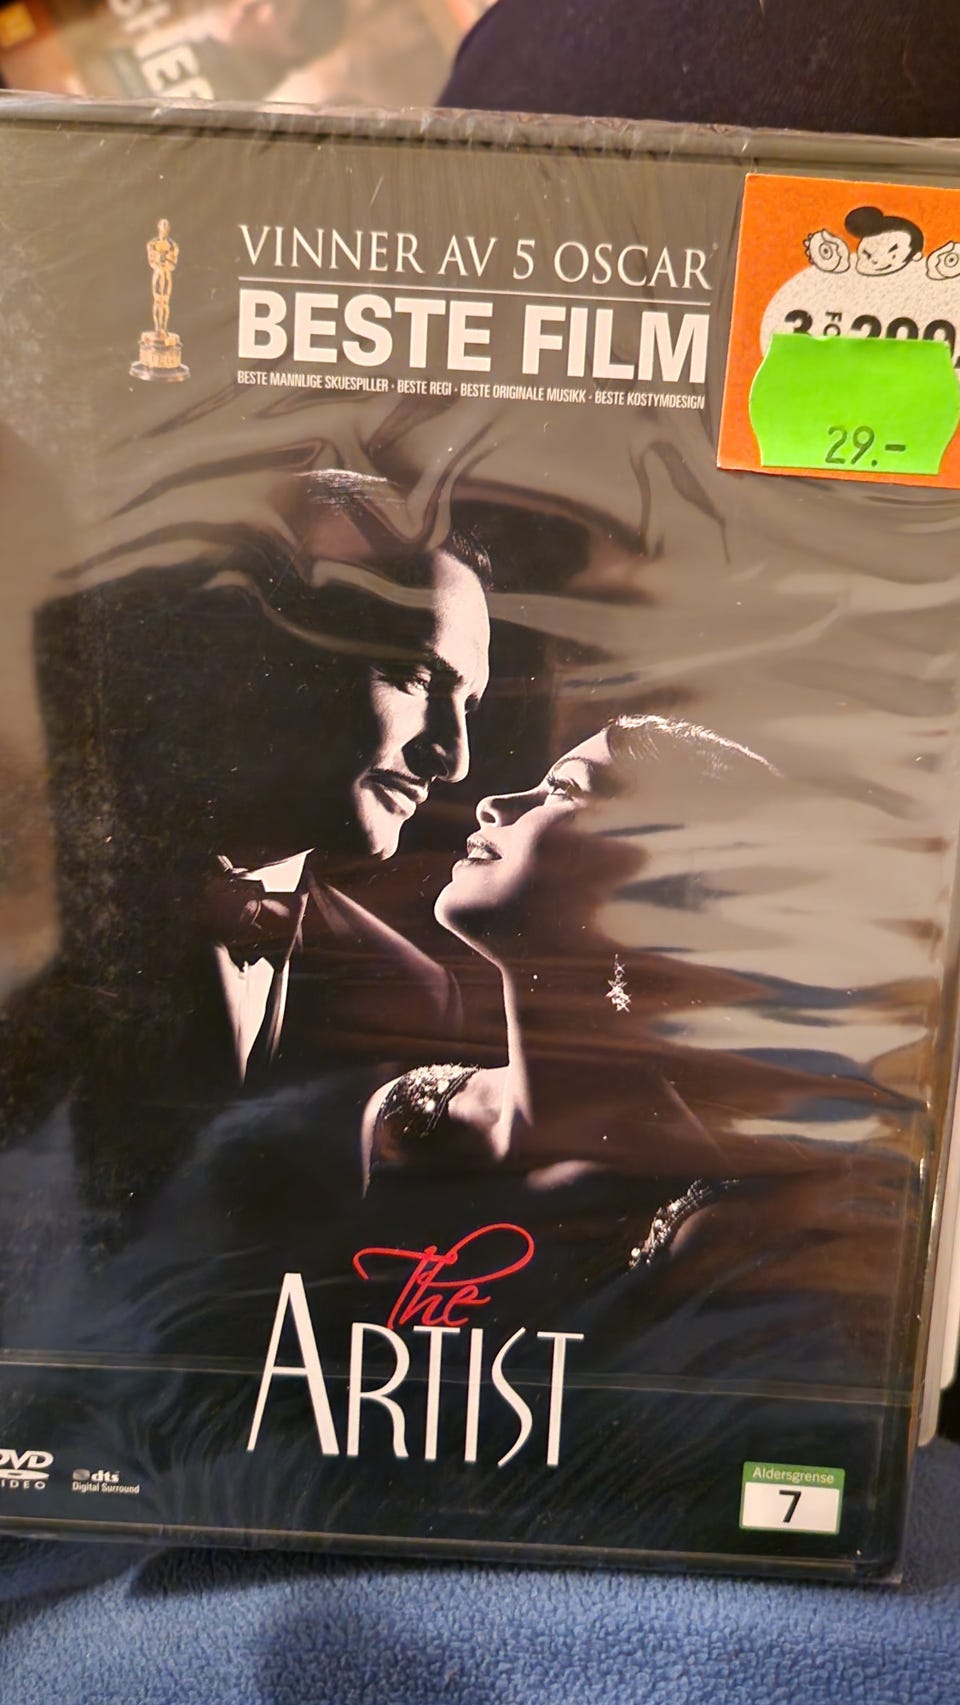 VINNER AV 5 OSCAR®
BESTE FILM
BESTE MANNLIGE SKUESPILLER · BESTE REGI · BESTE ORIGINALE MUSIKK · BESTE KOSTYMDESIGN
29.-
The
ARTIST
DVD
VIDEO
dts
Digital Surround
Aldersgrense
7